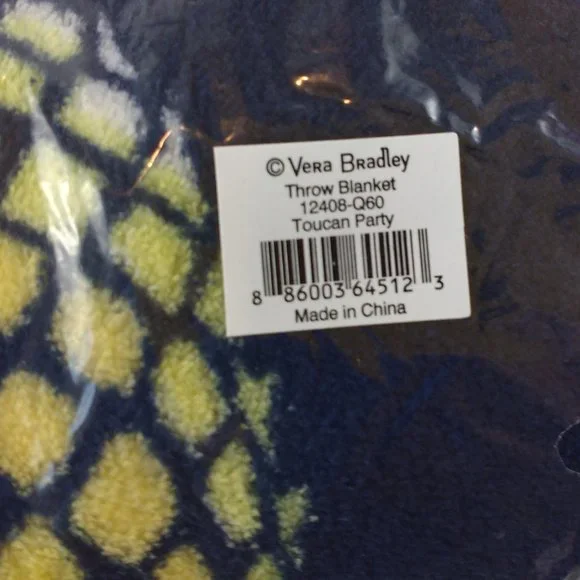 © Vera Bradley
Throw Blanket
12408-Q60
Toucan Party
8 86003 64512 3
Made in China